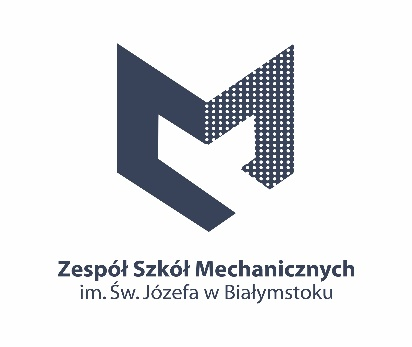 Zespół Szkół Mechanicznych
im. Św. Józefa w Białymstoku